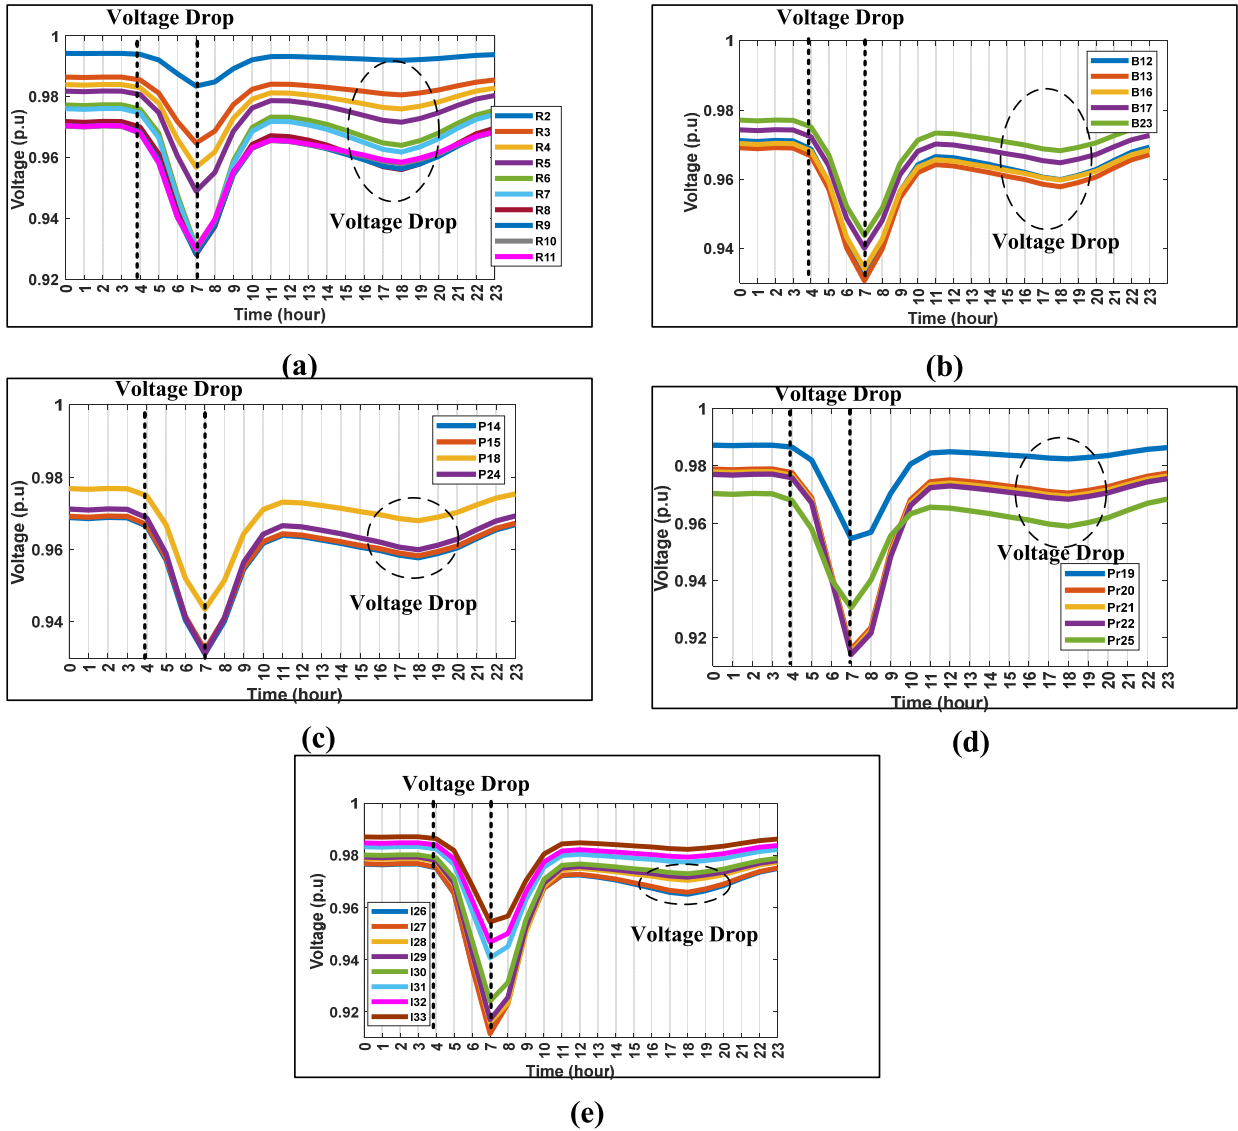 Voltage Drop
1
0.98
0.96
0.94
0.92
Voltage (p.u)
0 1 2 3 4 5 6 7 8 9 10 11 12 13 14 15 16 17 18 19 20 21 22 23
Time (hour)
Voltage Drop
R2
R3
R4
R5
R6
R7
R8
R9
R10
R11
(a)
Voltage Drop
1
0.98
0.96
0.94
Voltage (p.u)
0 1 2 3 4 5 6 7 8 9 10 11 12 13 14 15 16 17 18 19 20 21 22 23
Time (hour)
Voltage Drop
B12
B13
B16
B17
B23
(b)
Voltage Drop
1
0.98
0.96
0.94
Voltage (p.u)
0 1 2 3 4 5 6 7 8 9 10 11 12 13 14 15 16 17 18 19 20 21 22 23
Time (hour)
Voltage Drop
P14
P15
P18
P24
(c)
Voltage Drop
1
0.98
0.96
0.94
0.92
Voltage (p.u)
0 1 2 3 4 5 6 7 8 9 10 11 12 13 14 15 16 17 18 19 20 21 22 23
Time (hour)
Voltage Drop
Pr19
Pr20
Pr21
Pr22
Pr25
(d)
Voltage Drop
1
0.98
0.96
0.94
0.92
Voltage (p.u)
0 1 2 3 4 5 6 7 8 9 10 11 12 13 14 15 16 17 18 19 20 21 22 23
Time (hour)
Voltage Drop
I26
I27
I28
I29
I30
I31
I32
I33
(e)